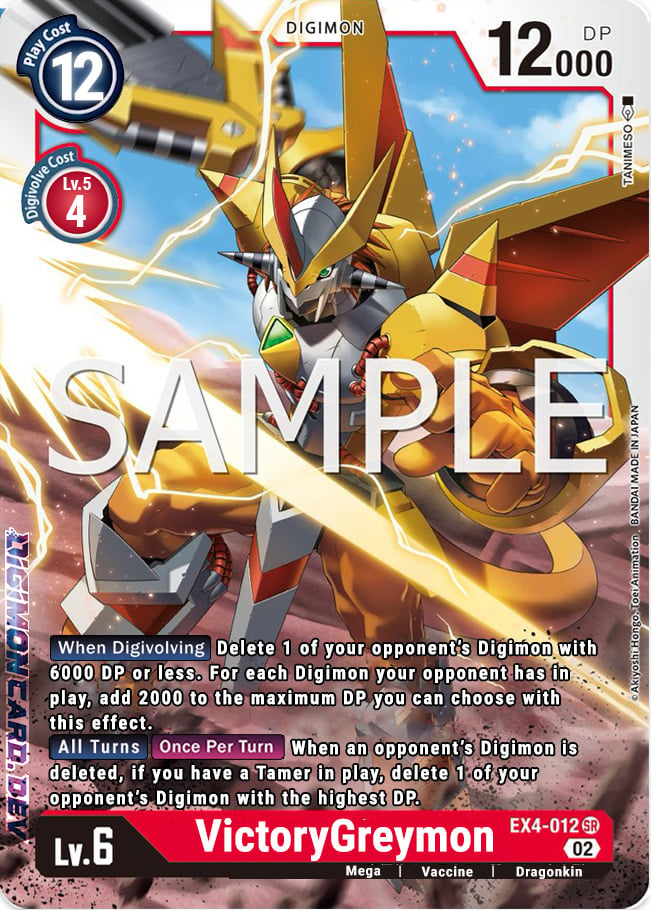 DIGIMON
Play Cost
12
12000
DP
TANIMESO
Digivolve Cost
Lv.5
4
SAMPLE
© Akiyoshi Hongo, Toei Animation . BANDAI MADE IN JAPAN
DIGIMONCARD.DEV
When Digivolving Delete 1 of your opponent's Digimon with
6000 DP or less. For each Digimon your opponent has in
play, add 2000 to the maximum DP you can choose with
this effect.
All Turns Once Per Turn When an opponent's Digimon is
deleted, if you have a Tamer in play, delete 1 of your
opponent's Digimon with the highest DP.
Lv.6
VictoryGreymon
EX4-012 SR
02
Mega | Vaccine | Dragonkin